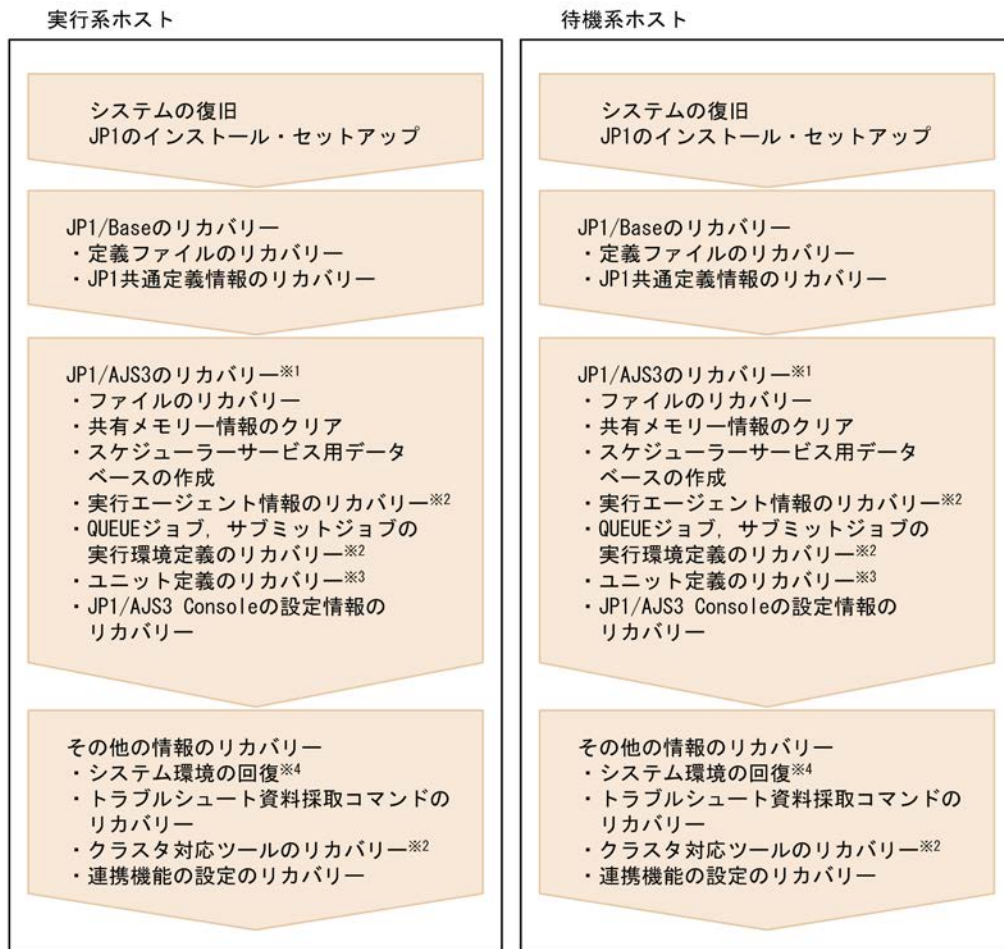 実行系ホスト
システムの復旧
JP1のインストール・セットアップ
JP1/Baseのリカバリー
・定義ファイルのリカバリー
・JP1共通定義情報のリカバリー
JP1/AJS3のリカバリー※1
・ファイルのリカバリー
・共有メモリー情報のクリア
・スケジューラーサービス用データ
ベースの作成
・実行エージェント情報のリカバリー※2
・QUEUEジョブ，サブミットジョブの
実行環境定義のリカバリー※2
・ユニット定義のリカバリー※3
・JP1/AJS3 Consoleの設定情報の
リカバリー
その他の情報のリカバリー
・システム環境の回復※4
・トラブルシュート資料採取コマンドの
リカバリー
・クラスタ対応ツールのリカバリー※2
・連携機能の設定のリカバリー
待機系ホスト
システムの復旧
JP1のインストール・セットアップ
JP1/Baseのリカバリー
・定義ファイルのリカバリー
・JP1共通定義情報のリカバリー
JP1/AJS3のリカバリー※1
・ファイルのリカバリー
・共有メモリー情報のクリア
・スケジューラーサービス用データ
ベースの作成
・実行エージェント情報のリカバリー※2
・QUEUEジョブ，サブミットジョブの
実行環境定義のリカバリー※2
・ユニット定義のリカバリー※3
・JP1/AJS3 Consoleの設定情報の
リカバリー
その他の情報のリカバリー
・システム環境の回復※4
・トラブルシュート資料採取コマンドの
リカバリー
・クラスタ対応ツールのリカバリー※2
・連携機能の設定のリカバリー